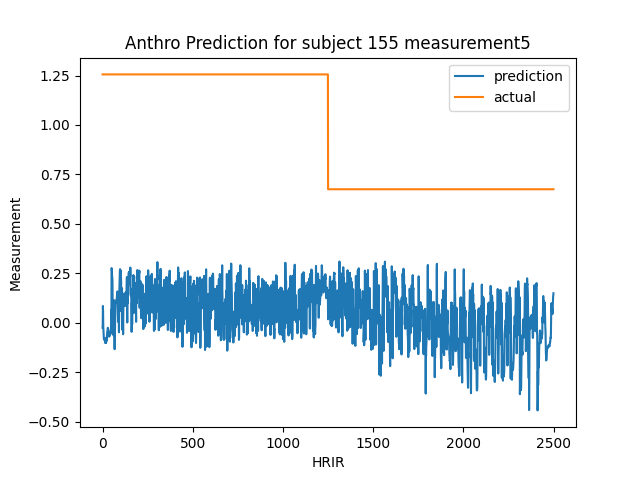 Anthro Prediction for subject 155 measurement5
prediction
actual
Measurement
1.25
1.00
0.75
0.50
0.25
0.00
−0.25
−0.50
0
500
1000
1500
2000
2500
HRIR